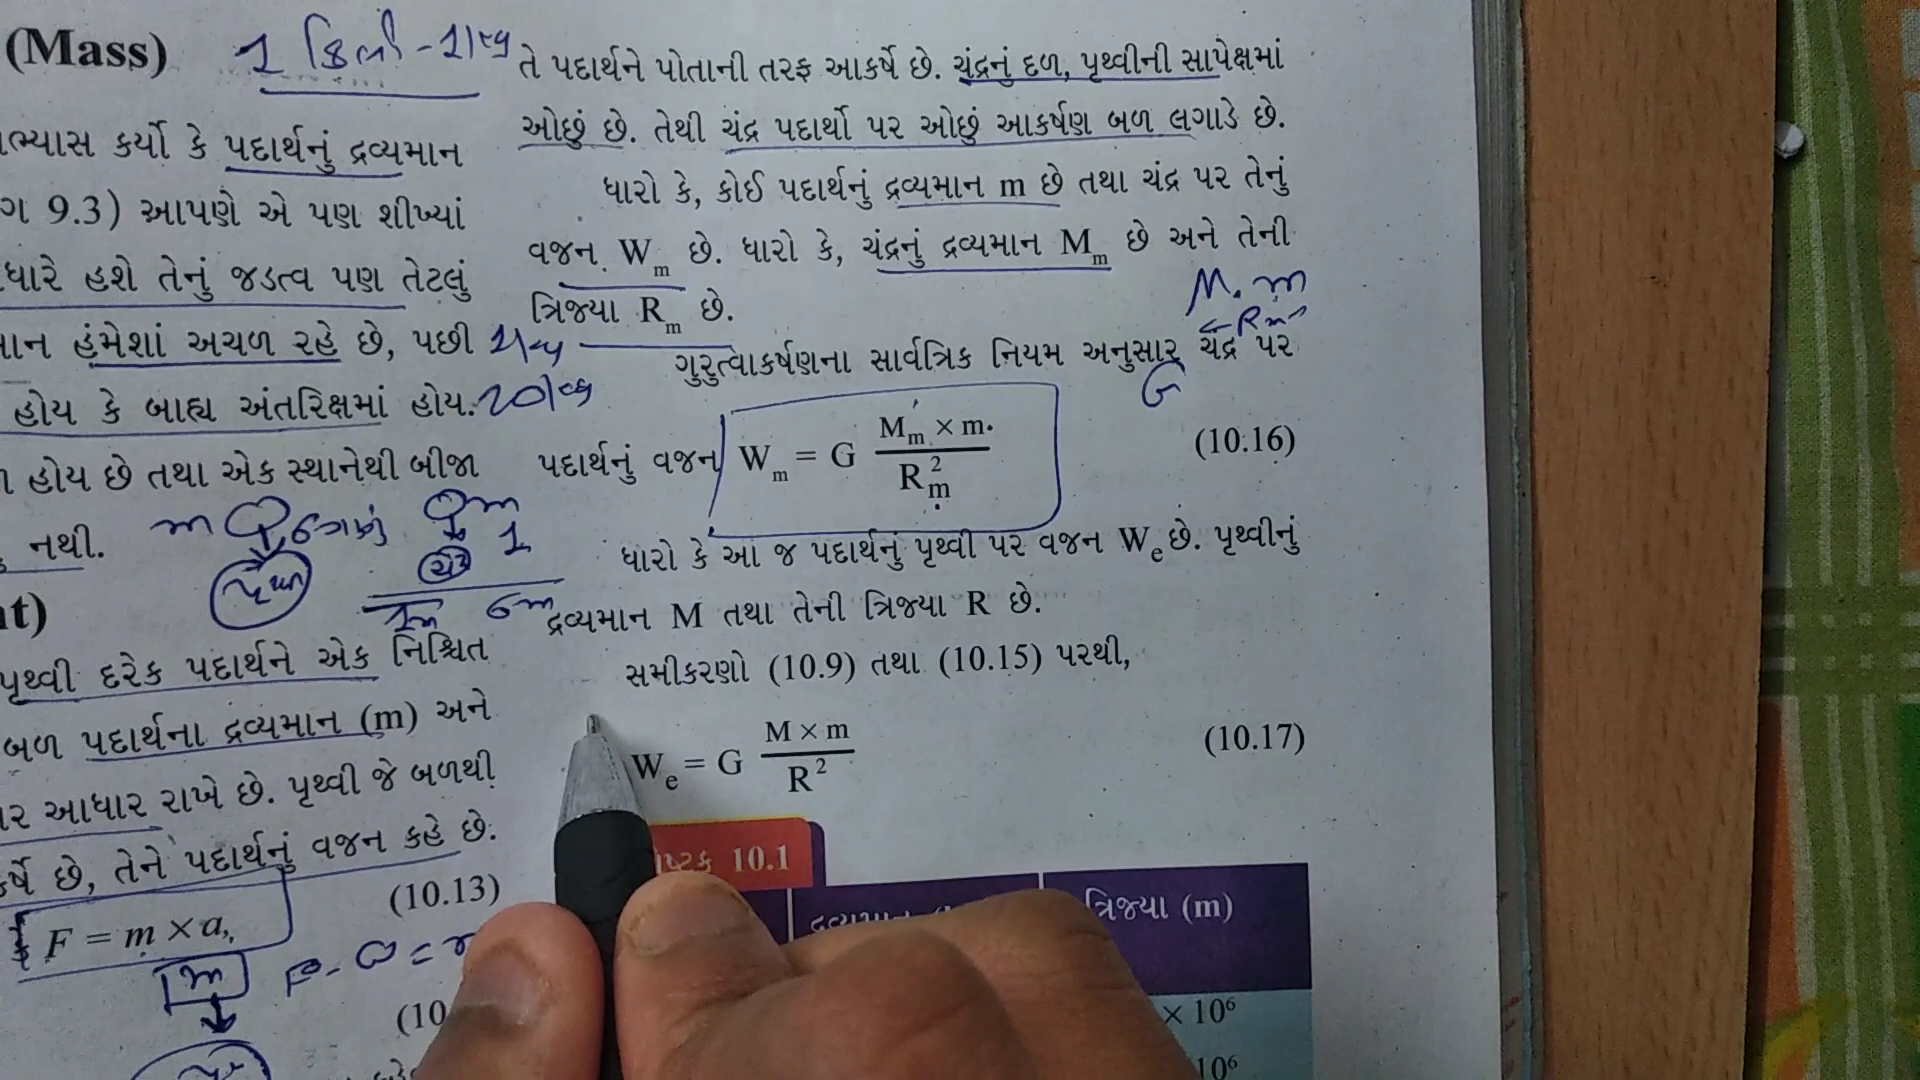 (Mass)
ભ્યાસ કર્યો કે પદાર્થનું દ્રવ્યમાન
ગ 9.3) આપણે એ પણ શીખ્યાં
ધારે હશે તેનું જડત્વ પણ તેટલું
હંમેશાં અચળ રહે છે, પછી
હોય કે બાહ્ય અંતરિક્ષમાં હોય.
હોય છે તથા એક સ્થાનેથી બીજા
નથી.
m m
1
6m
પૃથ્વી દરેક પદાર્થને એક નિશ્ચિત
બળ પદાર્થના દ્રવ્યમાન (m) અને
આધાર રાખે છે. પૃથ્વી જે બળથી
ર્ષે છે, તેને પદાર્થનું વજન કહે છે.
(10.13)
F = m × a,
m
તે પદાર્થને પોતાની તરફ આકર્ષે છે. ચંદ્રનું દળ, પૃથ્વીની સાપેક્ષમાં
ઓછું છે. તેથી ચંદ્ર પદાર્થો પર ઓછું આકર્ષણ બળ લગાડે છે.
ધારો કે, કોઈ પદાર્થનું દ્રવ્યમાન m છે તથા ચંદ્ર પર તેનું
વજન W_m છે. ધારો કે, ચંદ્રનું દ્રવ્યમાન M_m છે અને તેની
ત્રિજ્યા R_m છે.
M. m
ગુરુત્વાકર્ષણના સાર્વત્રિક નિયમ અનુસાર ચંદ્ર પર
G
પદાર્થનું વજન W_m = G (M_m × m) / R_m² (10.16)
ધારો કે આ જ પદાર્થનું પૃથ્વી પર વજન W_e છે. પૃથ્વીનું
દ્રવ્યમાન M તથા તેની ત્રિજ્યા R છે.
સમીકરણો (10.9) તથા (10.15) પરથી,
W_e = G (M × m) / R² (10.17)
10.1
ત્રિજ્યા (m)
× 10⁶
10⁶